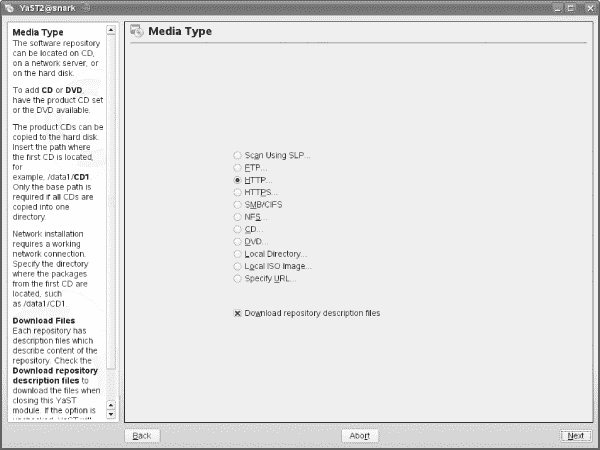 YaST2@snark
Media Type
The software repository
can be located on CD,
on a network server, or
on the hard disk.
To add CD or DVD,
have the product CD set
or the DVD available.
The product CDs can be
copied to the hard disk.
Insert the path where
the first CD is located,
for
example, /data1/CD1.
Only the base path is
required if all CDs are
copied into one
directory.
Network installation
requires a working
network connection.
Specify the directory
where the packages
from the first CD are
located, such
as /data1/CD1.
Download Files
Each repository has
description files which
describe content of the
repository. Check the
Download repository
description files to
download the files when
closing this YaST
module. If the option is
Media Type
Scan Using SLP...
FTP...
HTTP...
HTTPS...
SMB/CIFS
NFS...
CD...
DVD...
Local Directory...
Local ISO Image...
Specify URL...
Download repository description files
Back
Abort
Next